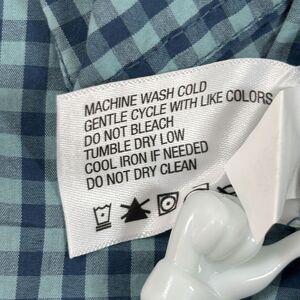 MACHINE WASH COLD
GENTLE CYCLE WITH LIKE COLORS
DO NOT BLEACH
TUMBLE DRY LOW
COOL IRON IF NEEDED
DO NOT DRY CLEAN